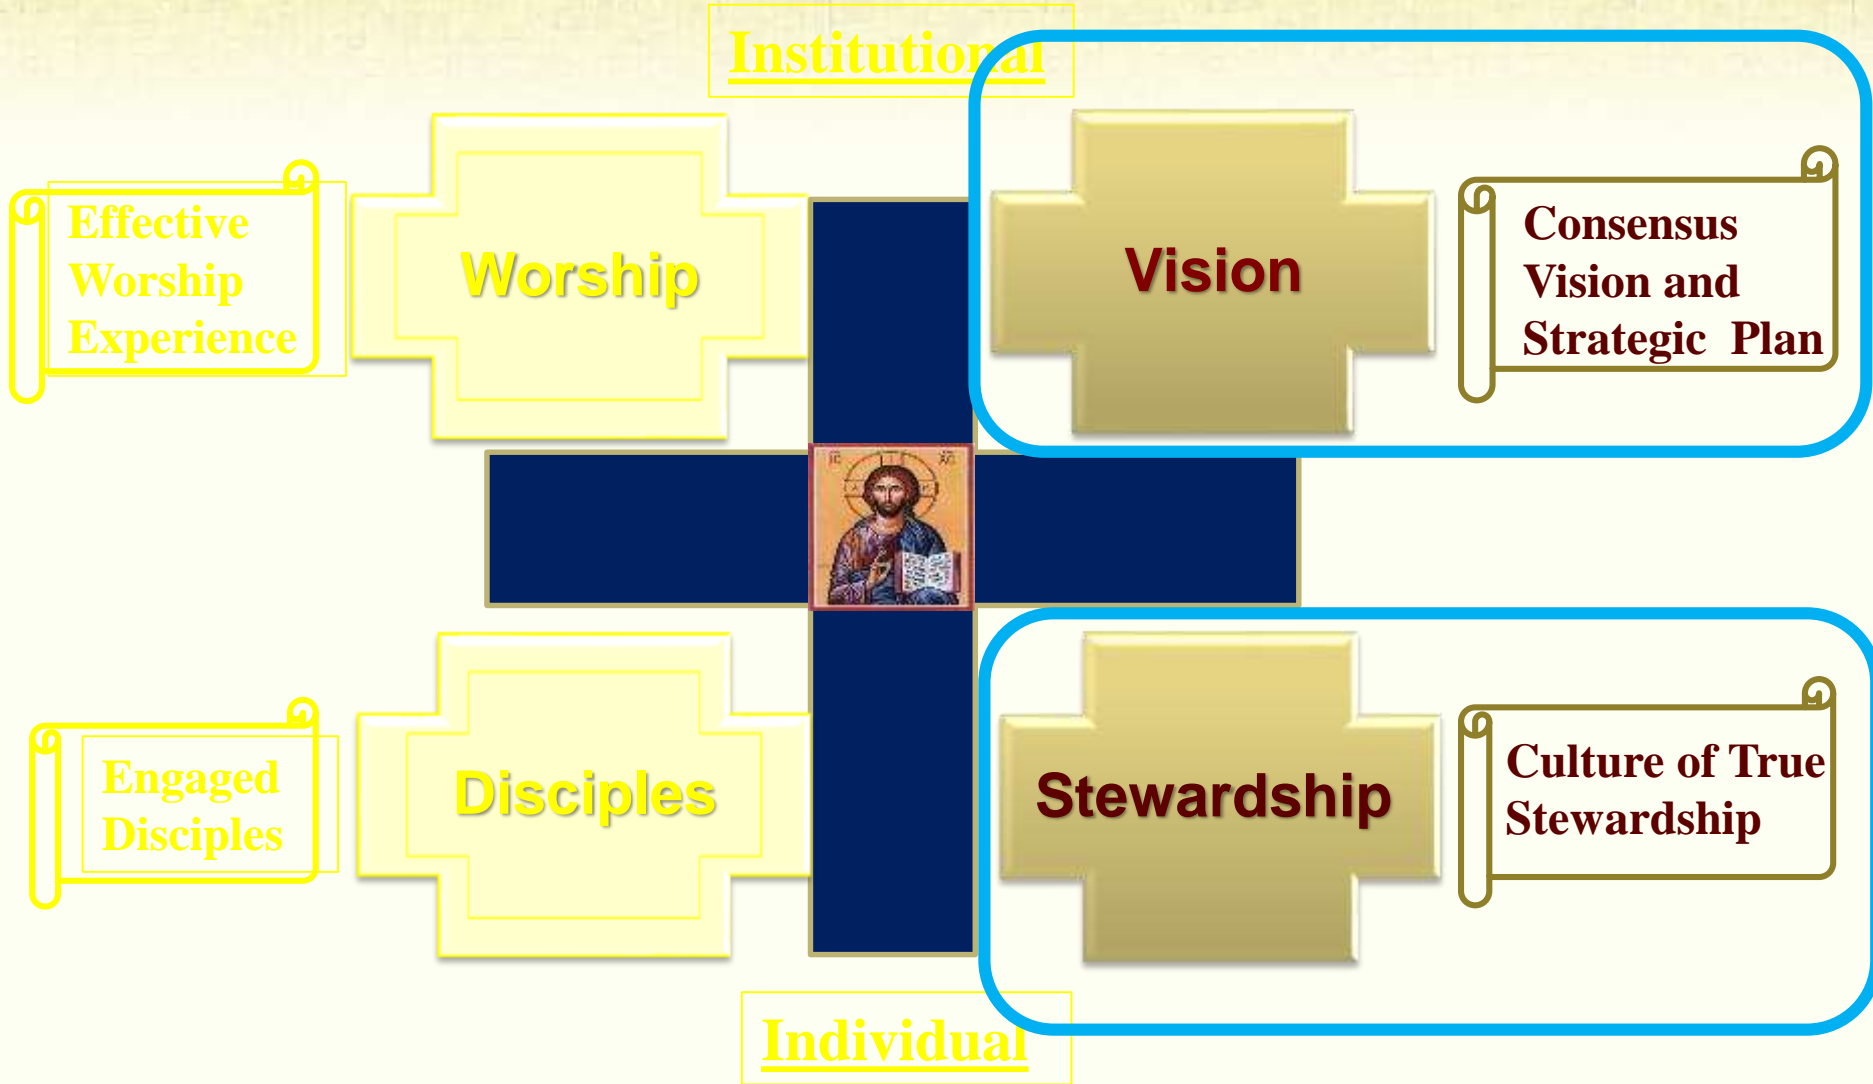 Institutional
Effective
Worship
Experience
Worship
Vision
Consensus
Vision and
Strategic Plan
Engaged
Disciples
Disciples
Stewardship
Culture of True
Stewardship
Individual